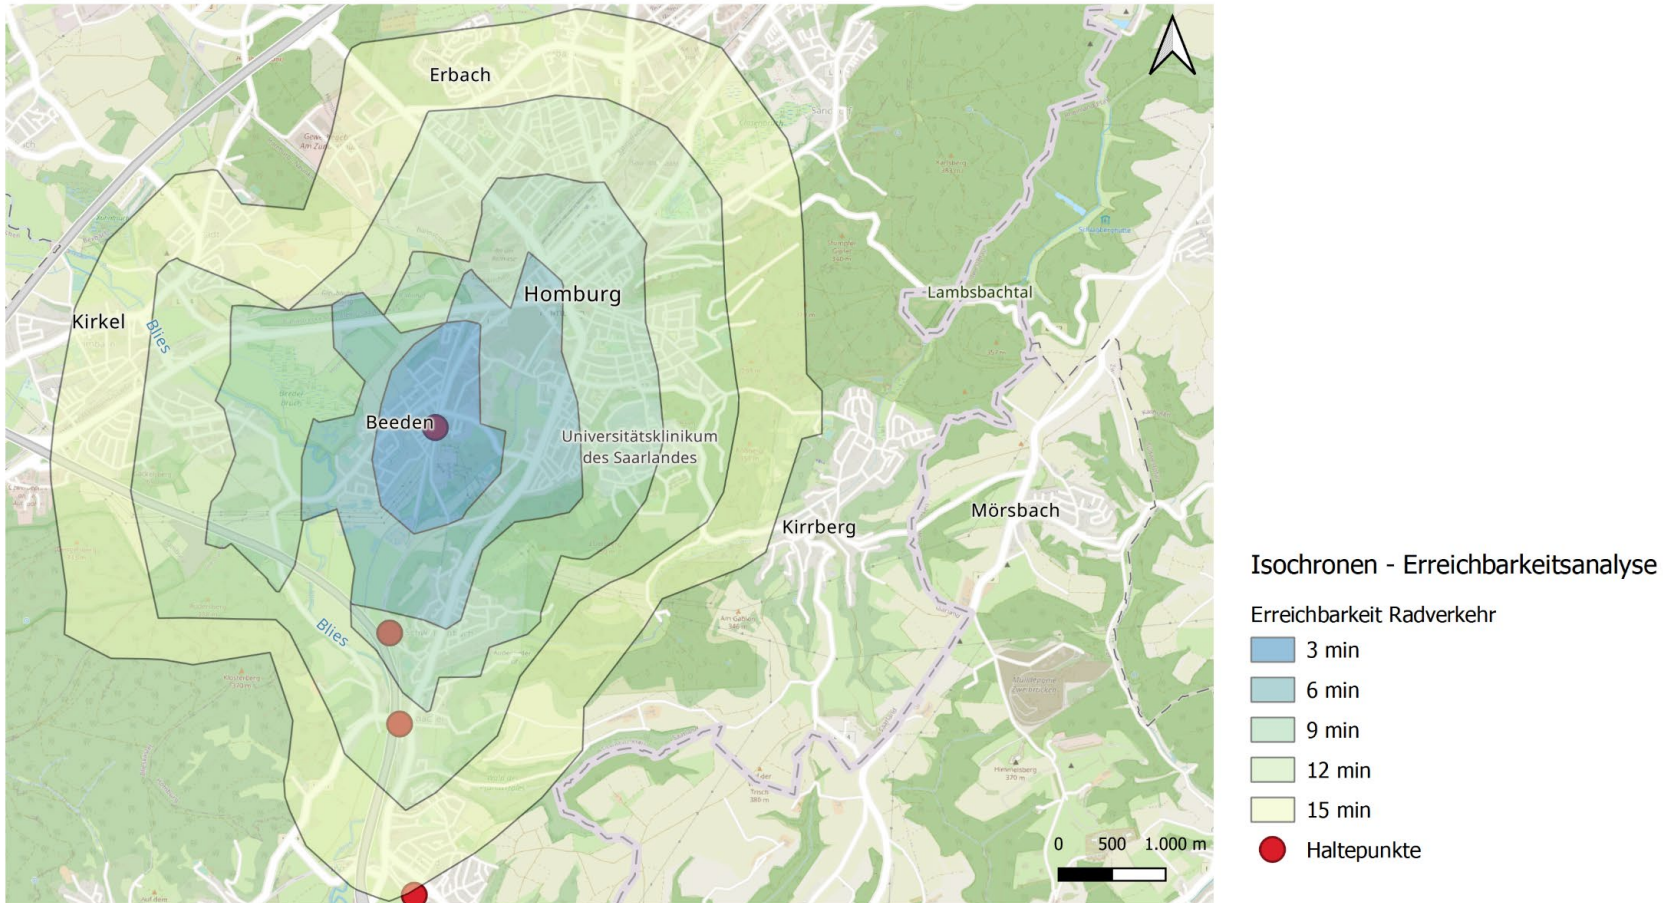 Erbach
Homburg
Lambsbachtal
Kirkel
Blies
Beeden
Universitätsklinikum
des Saarlandes
Mörsbach
Kirrberg
Blies
Isochronen - Erreichbarkeitsanalyse
Erreichbarkeit Radverkehr
3 min
6 min
9 min
12 min
15 min
Haltepunkte
0 500 1.000 m